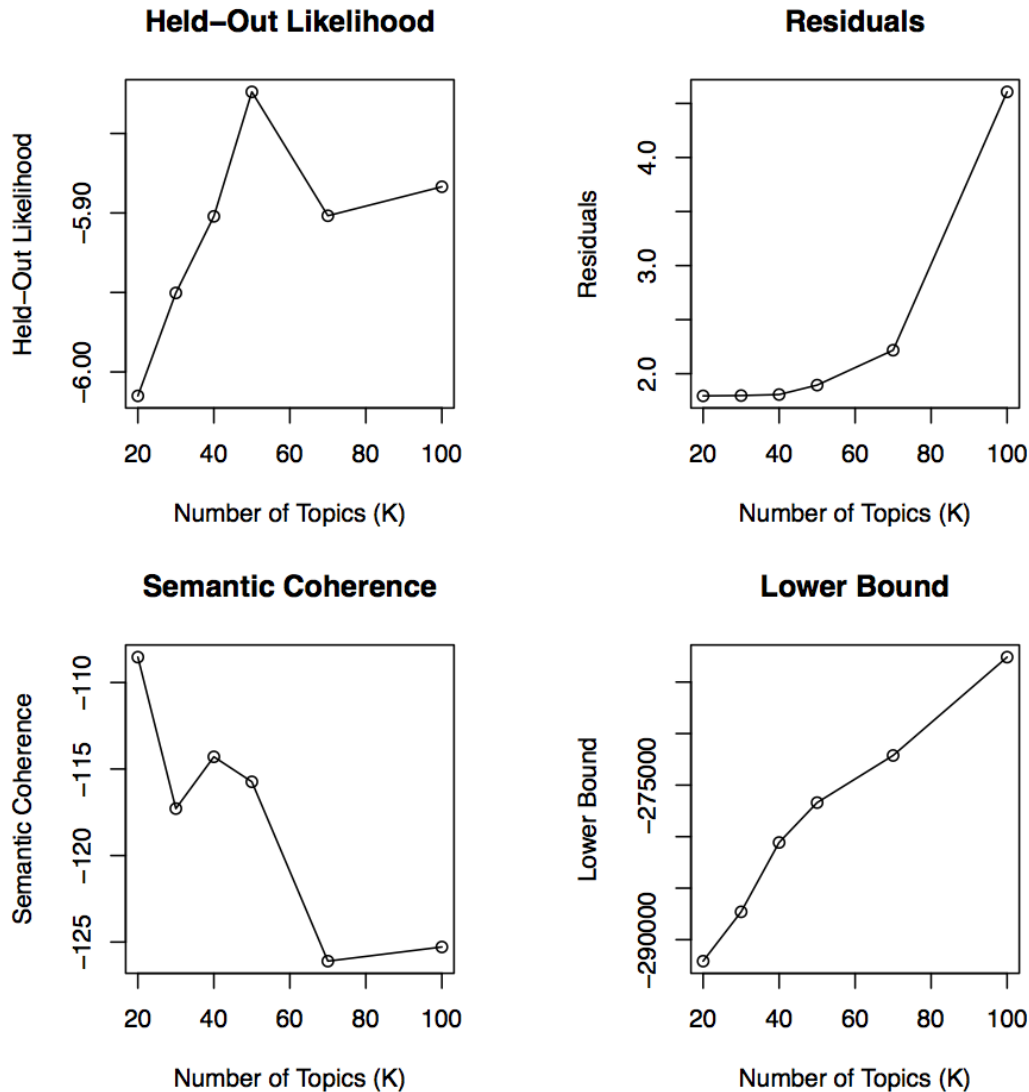 Held–Out Likelihood
Held–Out Likelihood
−5.90
−6.00
20 40 60 80 100
Number of Topics (K)
Residuals
Residuals
4.0
3.0
2.0
20 40 60 80 100
Number of Topics (K)
Semantic Coherence
Semantic Coherence
−110
−115
−120
−125
20 40 60 80 100
Number of Topics (K)
Lower Bound
Lower Bound
−275000
−290000
20 40 60 80 100
Number of Topics (K)